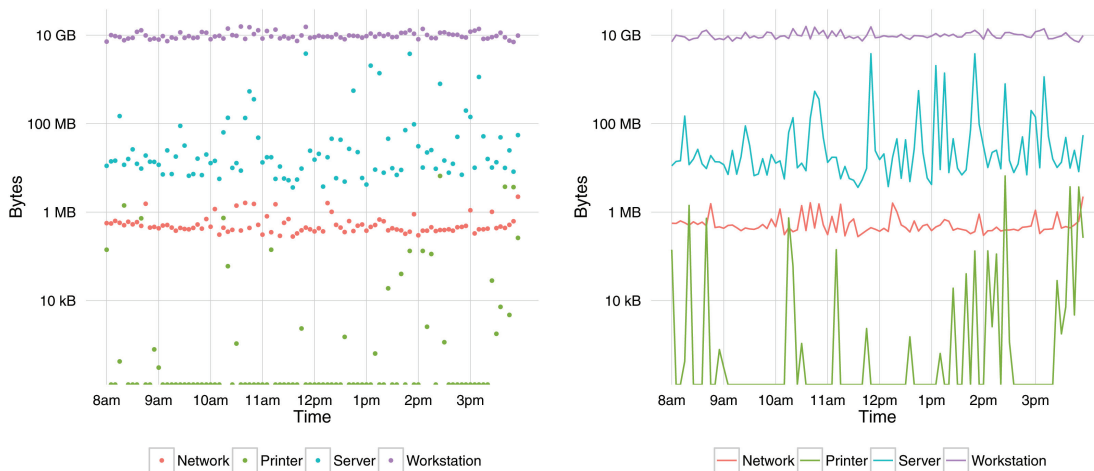 10 GB
100 MB
1 MB
10 kB
Bytes
8am 9am 10am 11am 12pm 1pm 2pm 3pm
Time
Network Printer Server Workstation
10 GB
100 MB
1 MB
10 kB
Bytes
8am 9am 10am 11am 12pm 1pm 2pm 3pm
Time
Network Printer Server Workstation